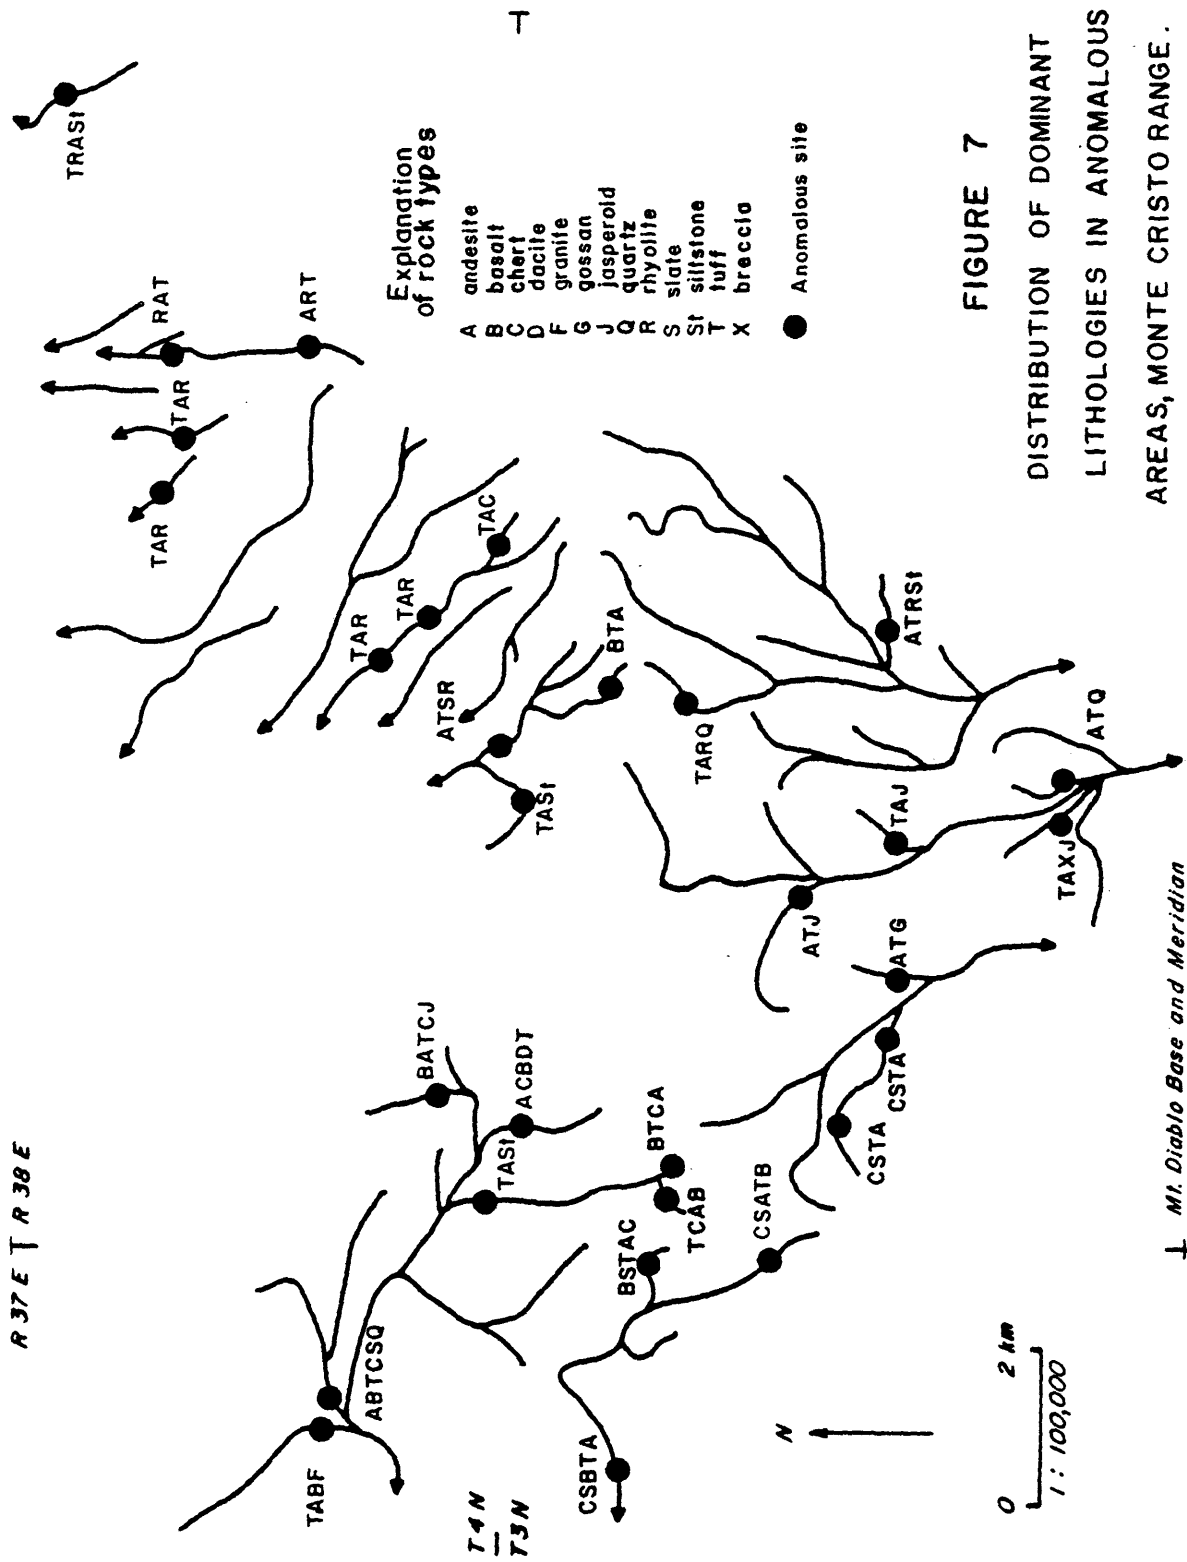 R 37 E R 38 E
T4N
T3N
TRASt
RAT
ART
TAR
TAR
TAC
TAR
TAR
ATSR
BTA
TASt
TARQ
ATRSt
ATQ
TAJ
TAXJ
ATJ
ATG
CSTA
CSTA
BATCJ
ACBDT
TASt
BTCA
TCAB
BSTAC
CSATB
ABTCSQ
TABF
CSBTA
Explanation
of rock types
A andesite
B basalt
C chert
D dacite
F granite
G gossan
J jasperoid
Q quartz
R rhyolite
S slate
St siltstone
T tuff
X breccia
Anomalous site
N
0 2 km
1 : 100,000
Mt. Diablo Base and Meridian
FIGURE 7
DISTRIBUTION OF DOMINANT
LITHOLOGIES IN ANOMALOUS
AREAS, MONTE CRISTO RANGE.